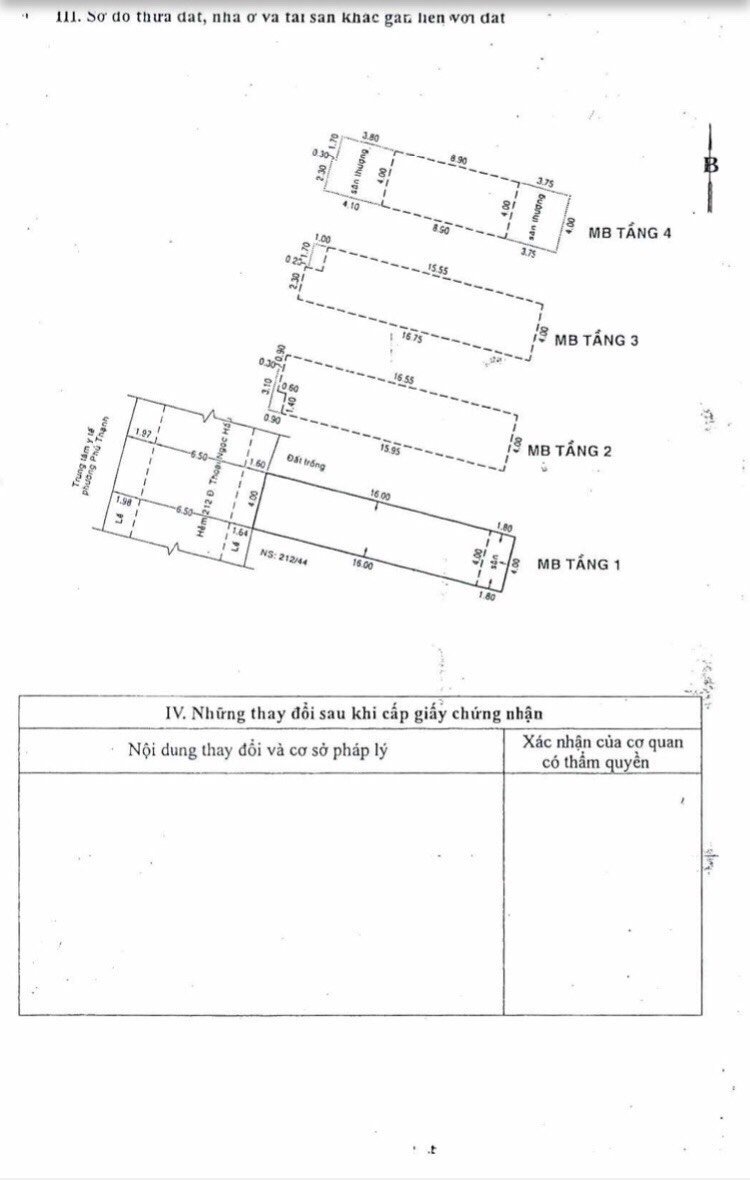 III. Sơ đồ thửa đất, nhà ở và tài sản khác gắn liền với đất
B
3.80
1.70
0.30
2.30
sân thượng
4.00
4.10
8.90
8.90
4.00
3.75
sân thượng
4.00
3.75
MB TẦNG 4
1.00
1.70
2.30
15.55
16.75
4.00
MB TẦNG 3
0.90
0.30
3.10
0.60
1.40
0.90
16.55
15.95
4.00
MB TẦNG 2
Trung tâm y tế
phường Phú Thạnh
1.97
6.50
1.60
Đất trống
1.98
Lề
6.50
Hẻm 212 Đ. Thoại Ngọc Hầu
1.64
Lề
4.00
NS: 212/44
16.00
16.00
4.00
sân
1.80
4.00
1.80
MB TẦNG 1
IV. Những thay đổi sau khi cấp giấy chứng nhận
Nội dung thay đổi và cơ sở pháp lý
Xác nhận của cơ quan
có thẩm quyền